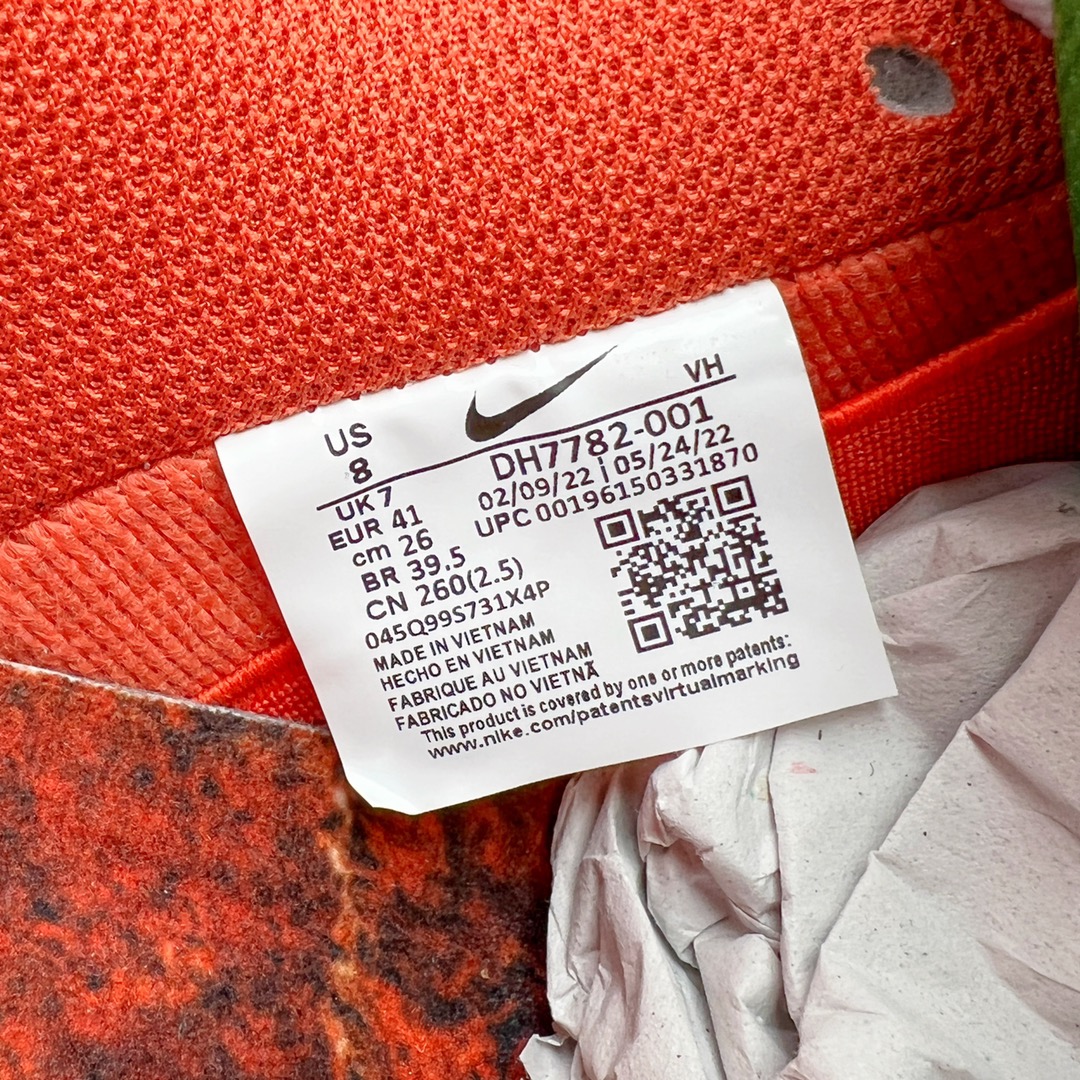 VH
US
8
DH7782-001
02/09/22 | 05/24/22
UPC 00196150331870
UK 7
EUR 41
cm 26
BR 39.5
CN 260(2.5)
045Q99S731X4P
MADE IN VIETNAM
HECHO EN VIETNAM
FABRIQUE AU VIETNAM
FABRICADO NO VIETNÃ
This product is covered by one or more patents:
www.nike.com/patentsvirtualmarking